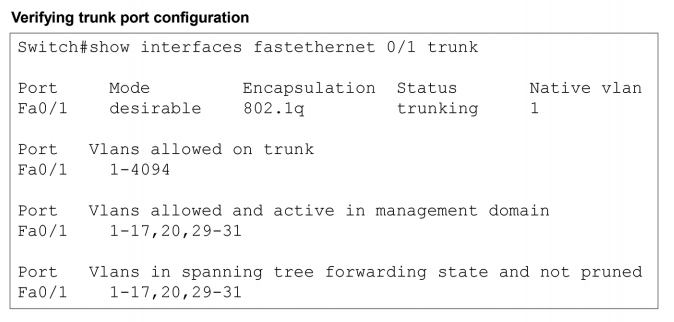 Verifying trunk port configuration
Switch#show interfaces fastethernet 0/1 trunk
Port Mode Encapsulation Status Native vlan
Fa0/1 desirable 802.1q trunking 1
Port Vlans allowed on trunk
Fa0/1 1-4094
Port Vlans allowed and active in management domain
Fa0/1 1-17,20,29-31
Port Vlans in spanning tree forwarding state and not pruned
Fa0/1 1-17,20,29-31